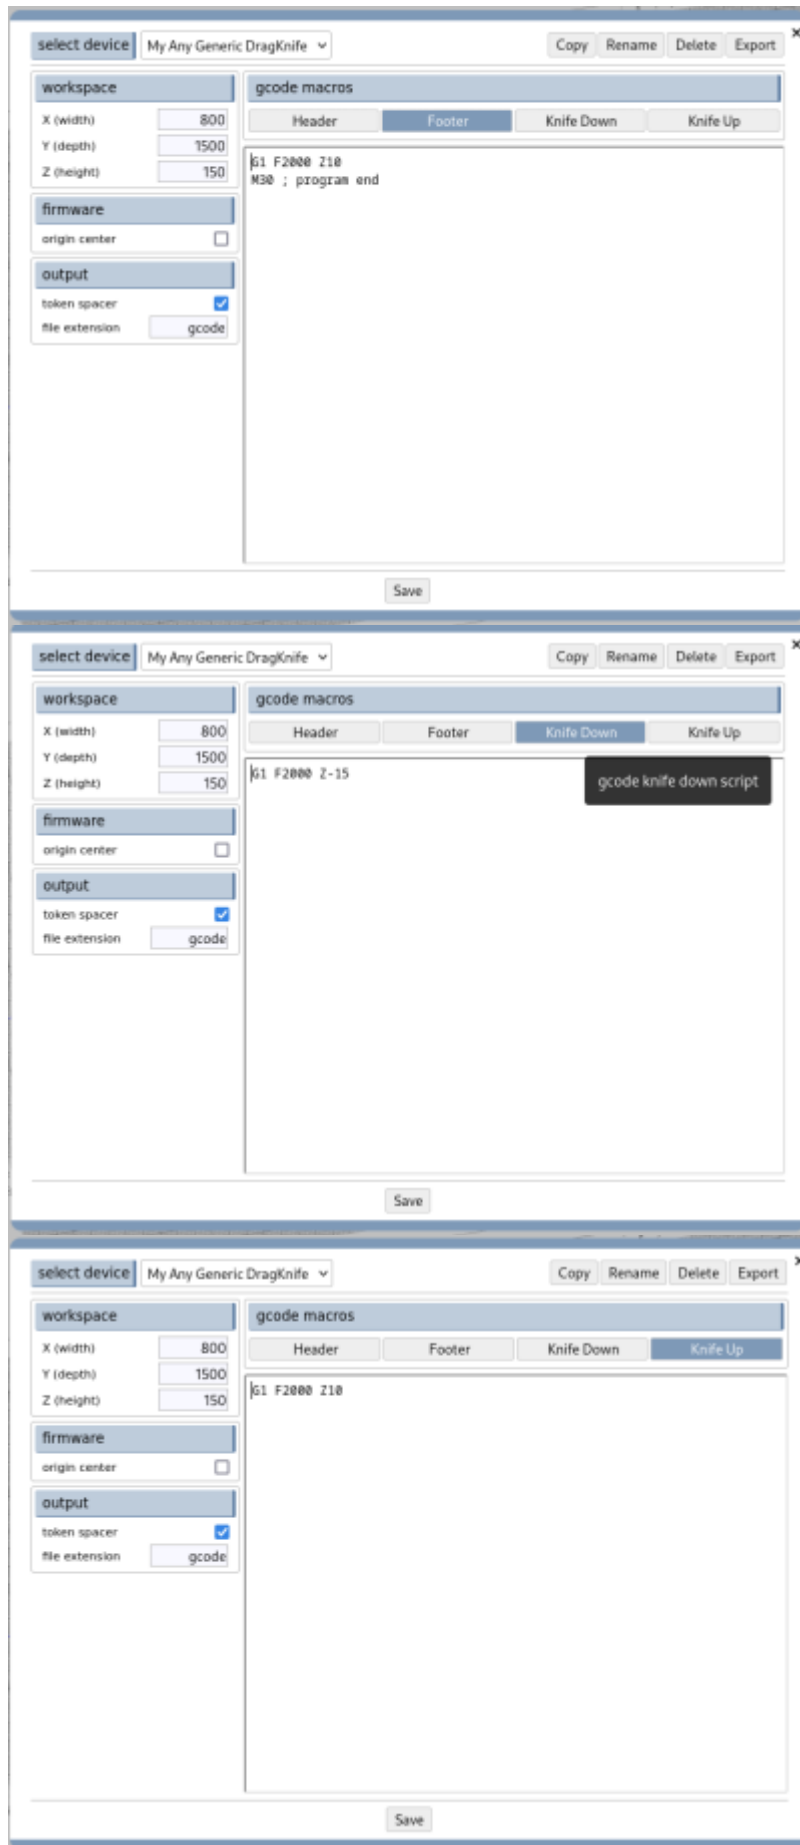 select device My Any Generic DragKnife Copy Rename Delete Export
workspace gcode macros
X (width) 800 Header Footer Knife Down Knife Up
Y (depth) 1500
Z (height) 150
G1 F2000 Z10
M30 ; program end
firmware
origin center
output
token spacer
file extension gcode
Save
select device My Any Generic DragKnife Copy Rename Delete Export
workspace gcode macros
X (width) 800 Header Footer Knife Down Knife Up
Y (depth) 1500
Z (height) 150
G1 F2000 Z-15
gcode knife down script
firmware
origin center
output
token spacer
file extension gcode
Save
select device My Any Generic DragKnife Copy Rename Delete Export
workspace gcode macros
X (width) 800 Header Footer Knife Down Knife Up
Y (depth) 1500
Z (height) 150
G1 F2000 Z10
firmware
origin center
output
token spacer
file extension gcode
Save